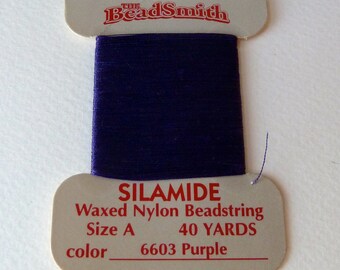 THE
BeadSmith
SILAMIDE
Waxed Nylon Beadstring
Size A 40 YARDS
color 6603 Purple